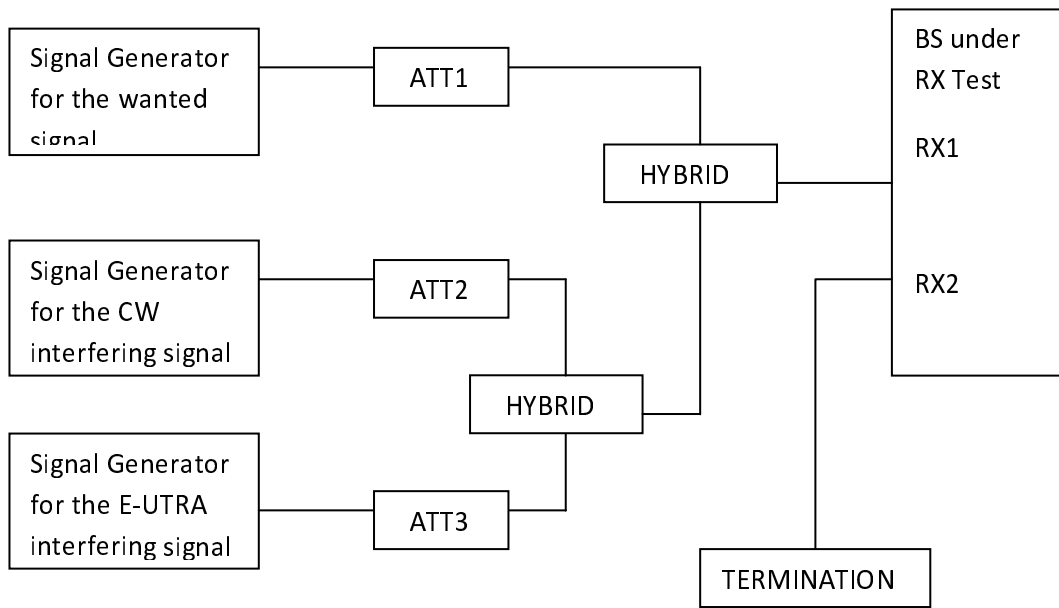 Signal Generator
for the wanted
signal
ATT1
HYBRID
BS under
RX Test
RX1
RX2
Signal Generator
for the CW
interfering signal
ATT2
HYBRID
Signal Generator
for the E-UTRA
interfering signal
ATT3
TERMINATION